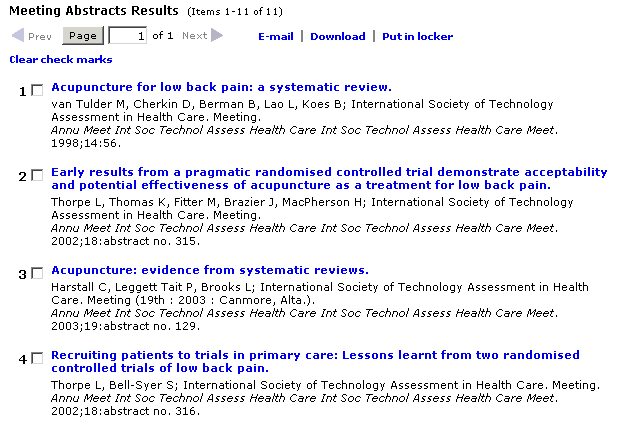 Meeting Abstracts Results (Items 1-11 of 11)
Prev Page 1 of 1 Next E-mail | Download | Put in locker
Clear check marks
1 Acupuncture for low back pain: a systematic review.
van Tulder M, Cherkin D, Berman B, Lao L, Koes B; International Society of Technology
Assessment in Health Care. Meeting.
Annu Meet Int Soc Technol Assess Health Care Int Soc Technol Assess Health Care Meet.
1998;14:56.
2 Early results from a pragmatic randomised controlled trial demonstrate acceptability
and potential effectiveness of acupuncture as a treatment for low back pain.
Thorpe L, Thomas K, Fitter M, Brazier J, MacPherson H; International Society of Technology
Assessment in Health Care. Meeting.
Annu Meet Int Soc Technol Assess Health Care Int Soc Technol Assess Health Care Meet.
2002;18:abstract no. 315.
3 Acupuncture: evidence from systematic reviews.
Harstall C, Leggett Tait P, Brooks L; International Society of Technology Assessment in Health
Care. Meeting (19th : 2003 : Canmore, Alta.).
Annu Meet Int Soc Technol Assess Health Care Int Soc Technol Assess Health Care Meet.
2003;19:abstract no. 129.
4 Recruiting patients to trials in primary care: Lessons learnt from two randomised
controlled trials of low back pain.
Thorpe L, Bell-Syer S; International Society of Technology Assessment in Health Care. Meeting.
Annu Meet Int Soc Technol Assess Health Care Int Soc Technol Assess Health Care Meet.
2002;18:abstract no. 316.